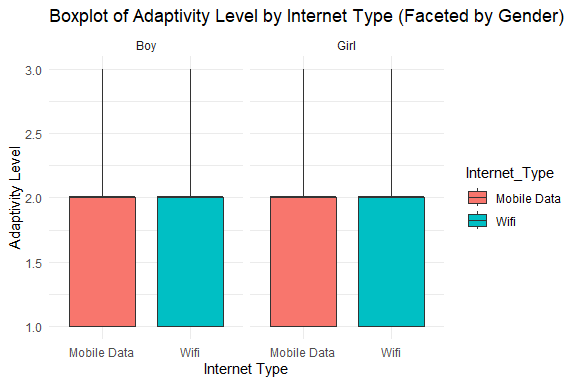 Boxplot of Adaptivity Level by Internet Type (Faceted by Gender)
Boy
Girl
3.0
2.5
2.0
1.5
1.0
Adaptivity Level
Mobile Data
Wifi
Mobile Data
Wifi
Internet Type
Internet_Type
Mobile Data
Wifi